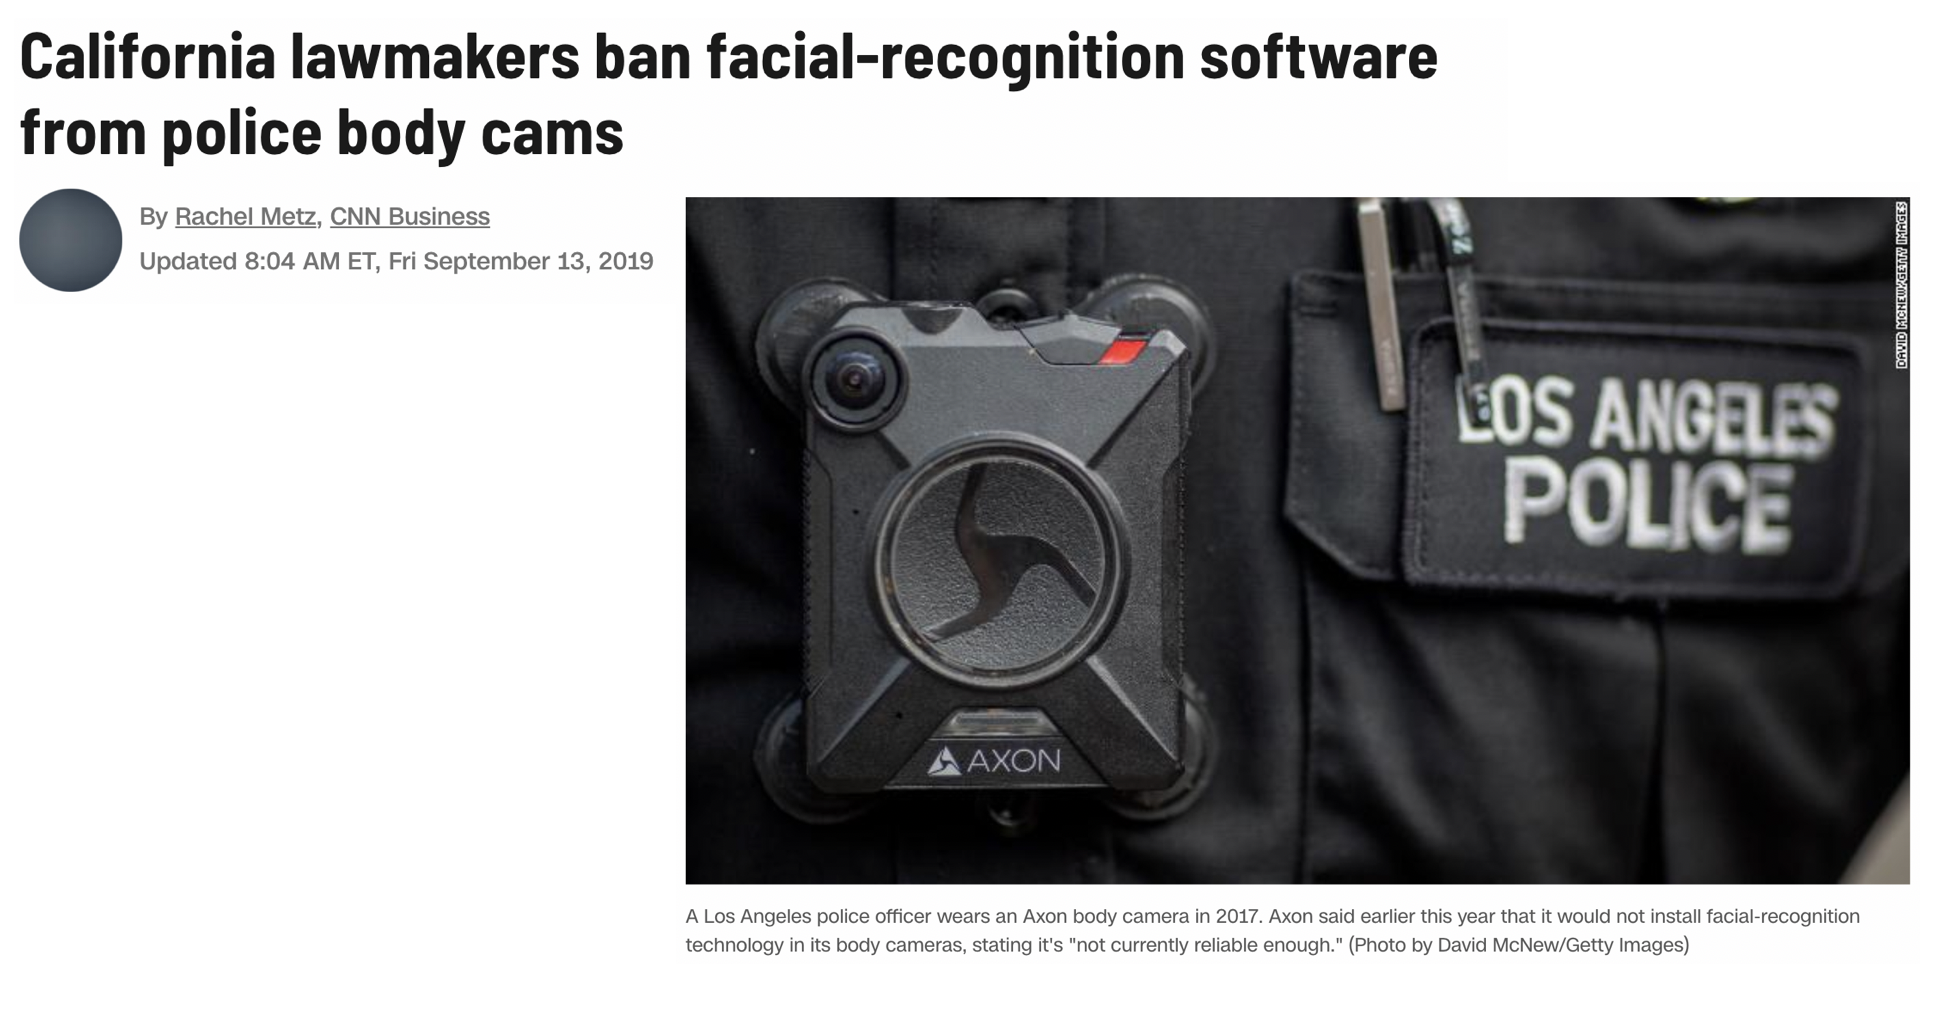 California lawmakers ban facial-recognition software
from police body cams
By Rachel Metz, CNN Business
Updated 8:04 AM ET, Fri September 13, 2019
DAVID MCNEW/GETTY IMAGES
LOS ANGELES
POLICE
AXON
A Los Angeles police officer wears an Axon body camera in 2017. Axon said earlier this year that it would not install facial-recognition
technology in its body cameras, stating it's "not currently reliable enough." (Photo by David McNew/Getty Images)